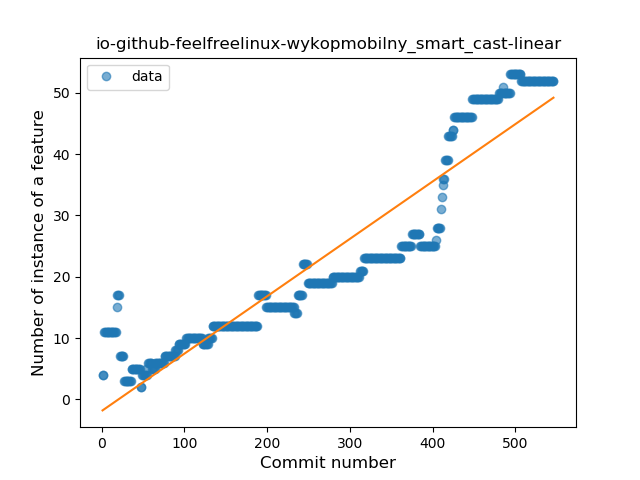 io-github-feelfreelinux-wykopmobilny_smart_cast-linear
data
Number of instance of a feature
50
40
30
20
10
0
0 100 200 300 400 500
Commit number